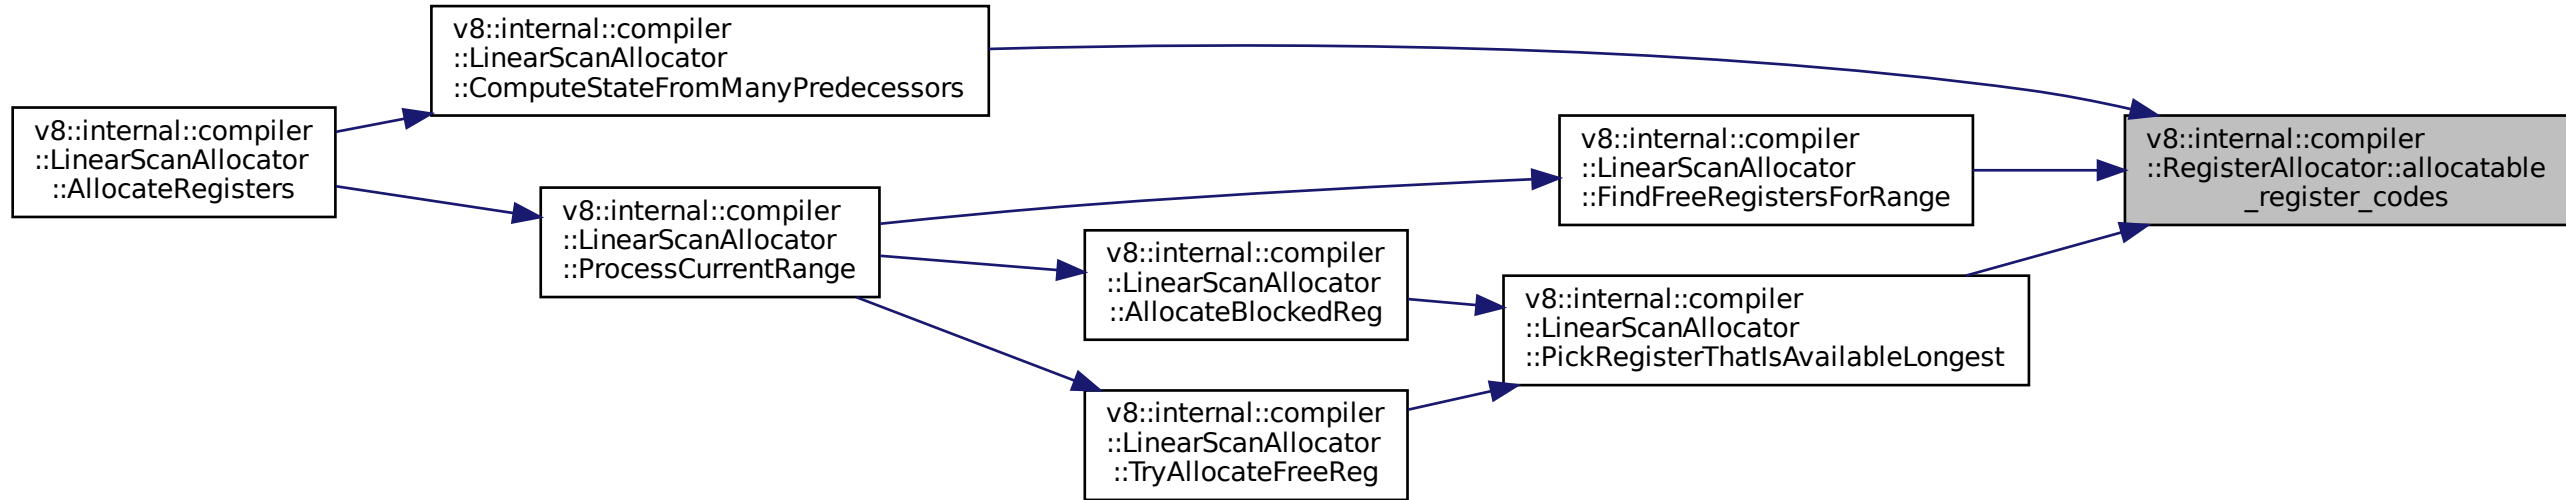 v8::internal::compiler
::LinearScanAllocator
::ComputeStateFromManyPredecessors
v8::internal::compiler
::LinearScanAllocator
::AllocateRegisters
v8::internal::compiler
::LinearScanAllocator
::ProcessCurrentRange
v8::internal::compiler
::LinearScanAllocator
::FindFreeRegistersForRange
v8::internal::compiler
::RegisterAllocator::allocatable
_register_codes
v8::internal::compiler
::LinearScanAllocator
::AllocateBlockedReg
v8::internal::compiler
::LinearScanAllocator
::PickRegisterThatIsAvailableLongest
v8::internal::compiler
::LinearScanAllocator
::TryAllocateFreeReg